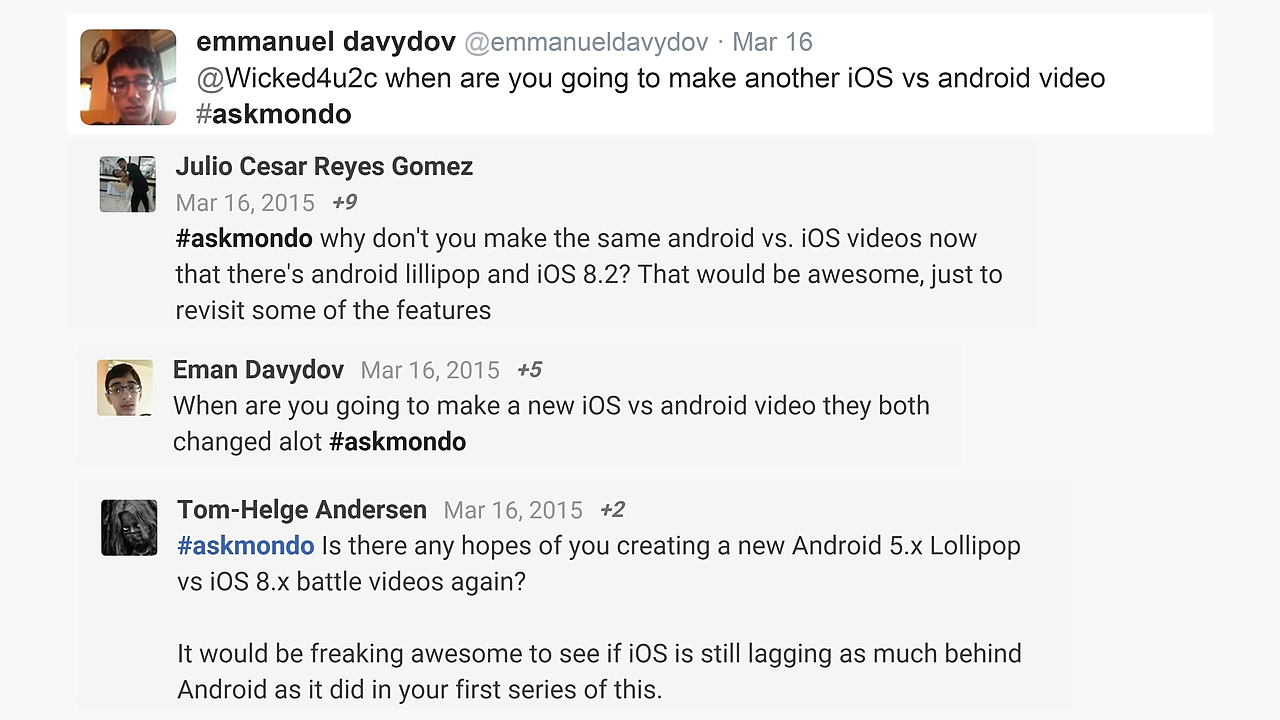 emmanuel davydov @emmanueldavydov · Mar 16
@Wicked4u2c when are you going to make another iOS vs android video
#askmondo
Julio Cesar Reyes Gomez
Mar 16, 2015 +9
#askmondo why don't you make the same android vs. iOS videos now
that there's android lillipop and iOS 8.2? That would be awesome, just to
revisit some of the features
Eman Davydov Mar 16, 2015 +5
When are you going to make a new iOS vs android video they both
changed alot #askmondo
Tom-Helge Andersen Mar 16, 2015 +2
#askmondo Is there any hopes of you creating a new Android 5.x Lollipop
vs iOS 8.x battle videos again?
It would be freaking awesome to see if iOS is still lagging as much behind
Android as it did in your first series of this.